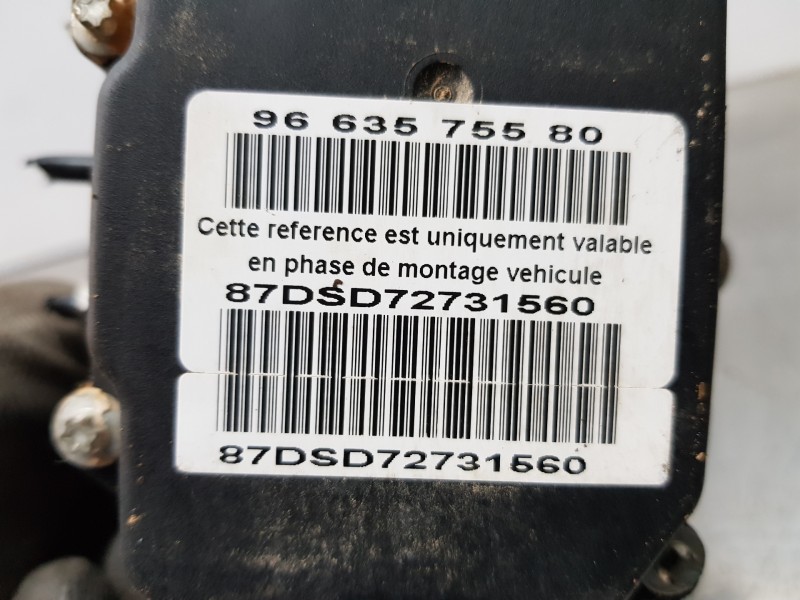 96 635 755 80
Cette reference est uniquement valable
en phase de montage vehicule
87DSD72731560
87DSD72731560